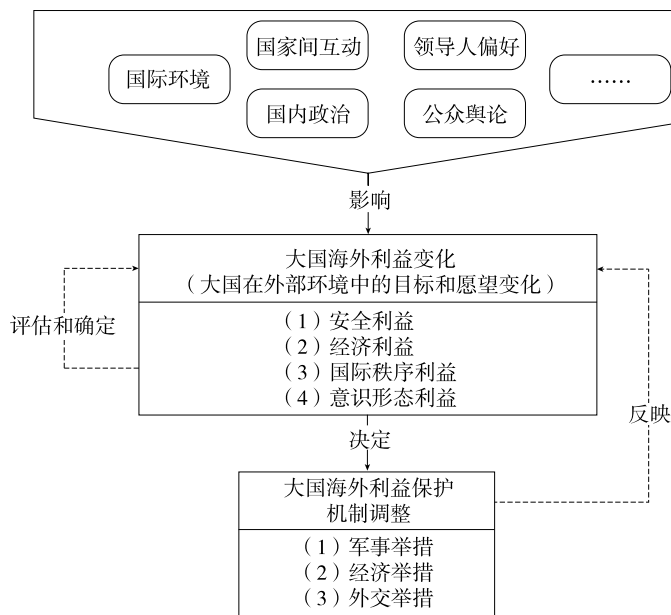 国家间互动
领导人偏好
国际环境
……
国内政治
公众舆论
影响
大国海外利益变化
（大国在外部环境中的目标和愿望变化）
评估和确定
（1）安全利益
（2）经济利益
（3）国际秩序利益
（4）意识形态利益
反映
决定
大国海外利益保护
机制调整
（1）军事举措
（2）经济举措
（3）外交举措